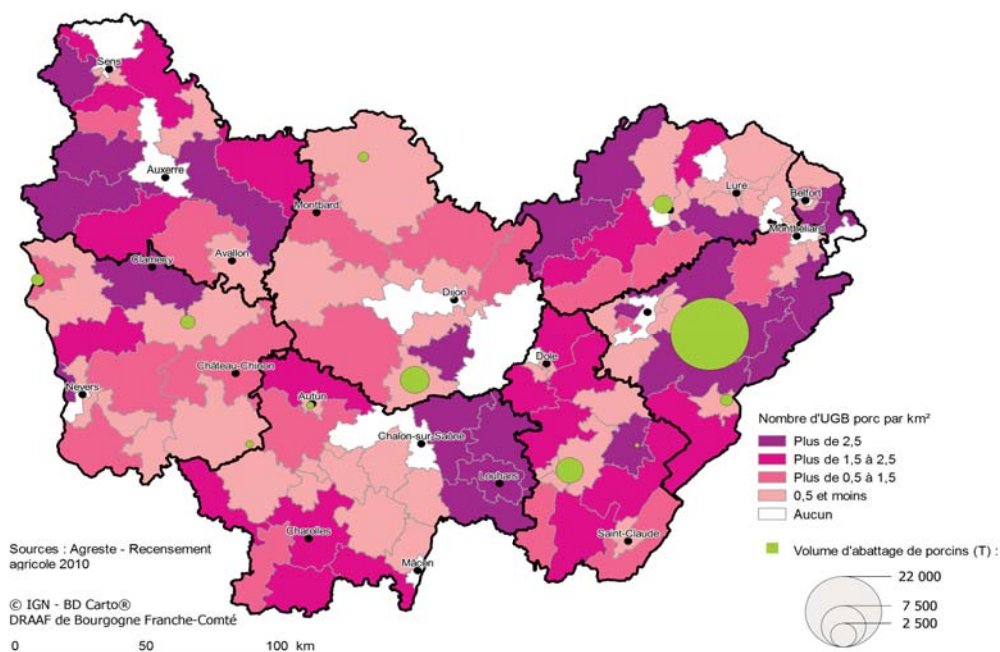 Sens
Auxerre
Montbard
Lure
Belfort
Montbéliard
Avallon
Clamecy
Dijon
Château-Chinon
Dole
Nevers
Autun
Chalon-sur-Saône
Louhans
Charolles
Saint-Claude
Mâcon
Nombre d'UGB porc par km²
Plus de 2,5
Plus de 1,5 à 2,5
Plus de 0,5 à 1,5
0,5 et moins
Aucun
Volume d'abattage de porcins (T) :
22 000
7 500
2 500
Sources : Agreste - Recensement
agricole 2010
© IGN - BD Carto®
DRAAF de Bourgogne Franche-Comté
0 50 100 km